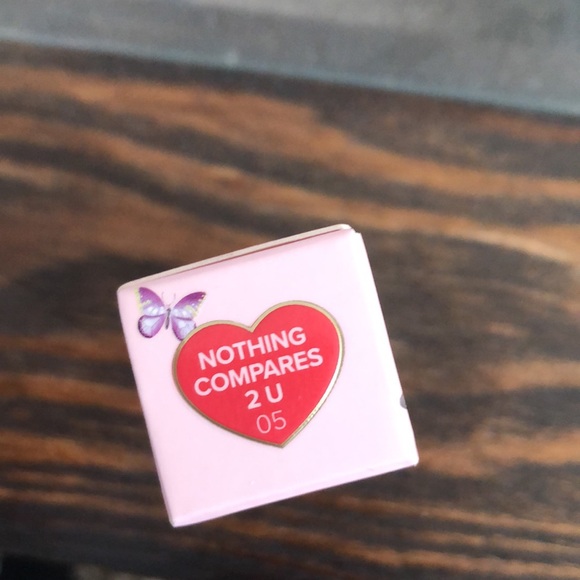 NOTHING
COMPARES
2 U
05